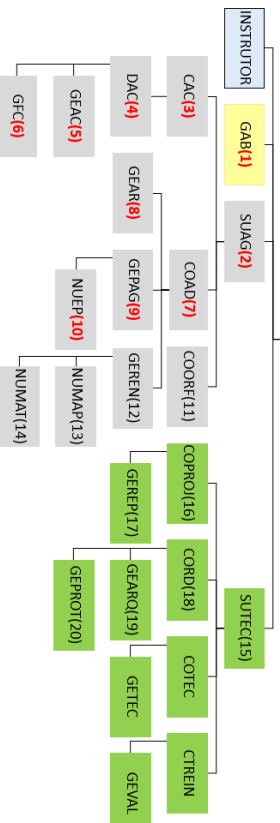 INSTRUTOR
GAB(1)
SUAG(2)
SUTEC(15)
CAC(3)
COAD(7)
COORF(11)
COPROJ(16)
CORD(18)
COTEC
CTREIN
DAC(4)
GEAR(8)
GEPAG(9)
GEREN(12)
GEREP(17)
GEARQ(19)
GETEC
GEVAL
GEAC(5)
NUEP(10)
NUMAP(13)
GEPROT(20)
GFC(6)
NUMAT(14)